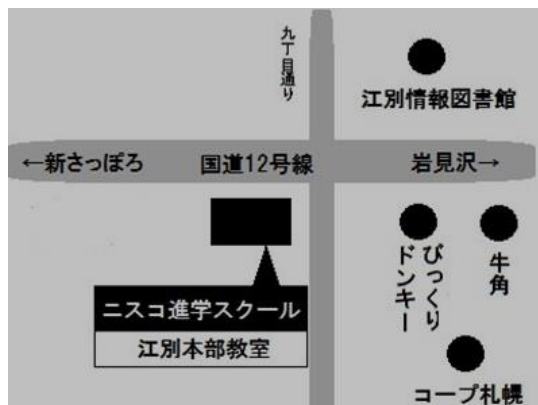 九丁目通り
江別情報図書館
←新さっぽろ
国道12号線
岩見沢→
びっくり
ドンキー
牛角
ニスコ進学スクール
江別本部教室
コープ札幌